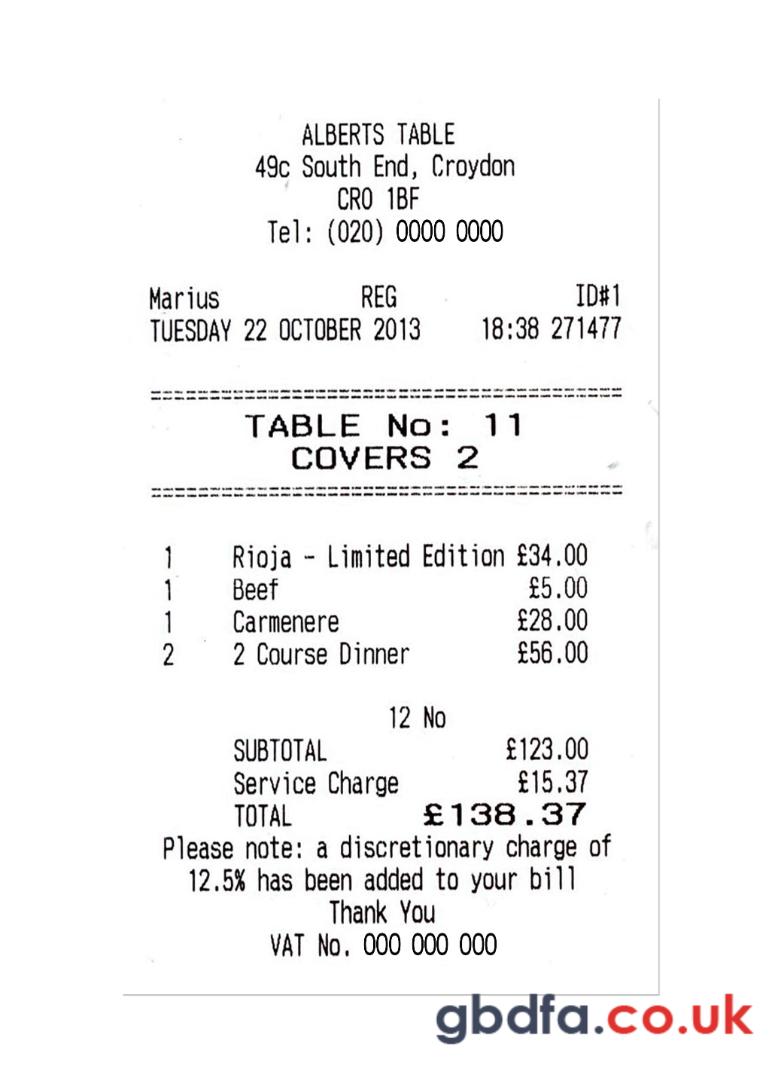 ALBERTS TABLE
49c South End, Croydon
CR0 1BF
Tel: (020) 0000 0000
Marius REG ID#1
TUESDAY 22 OCTOBER 2013 18:38 271477
========================================
TABLE No: 11
COVERS 2
========================================
1 Rioja - Limited Edition £34.00
1 Beef £5.00
1 Carmenere £28.00
2 2 Course Dinner £56.00
12 No
SUBTOTAL £123.00
Service Charge £15.37
TOTAL £138.37
Please note: a discretionary charge of
12.5% has been added to your bill
Thank You
VAT No. 000 000 000
gbdfa.co.uk